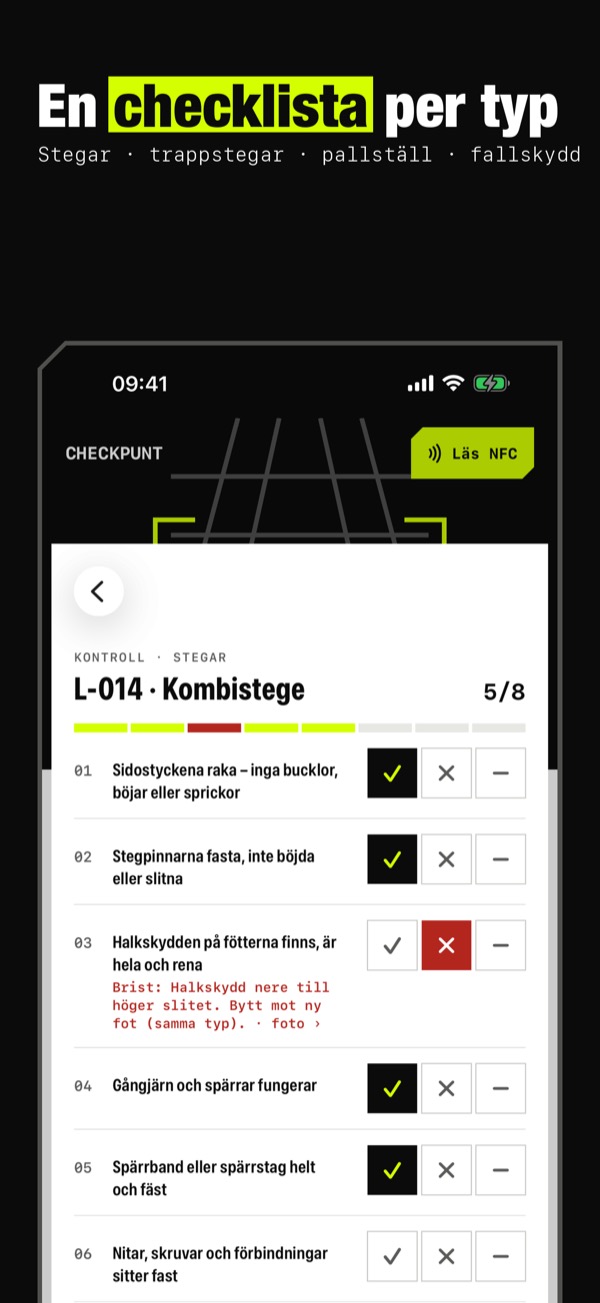 En checklista per typ
Stegar · trappstegar · pallställ · fallskydd
09:41
CHECKPUNT
Läs NFC
KONTROLL · STEGAR
L-014 · Kombistege
5/8
01 Sidostyckena raka – inga bucklor,
böjar eller sprickor
02 Stegpinnarna fasta, inte böjda
eller slitna
03 Halkskydden på fötterna finns, är
hela och rena
Brist: Halkskydd nere till
höger slitet. Bytt mot ny
fot (samma typ). · foto ›
04 Gångjärn och spärrar fungerar
05 Spärrband eller spärrstag helt
och fäst
06 Nitar, skruvar och förbindningar
sitter fast